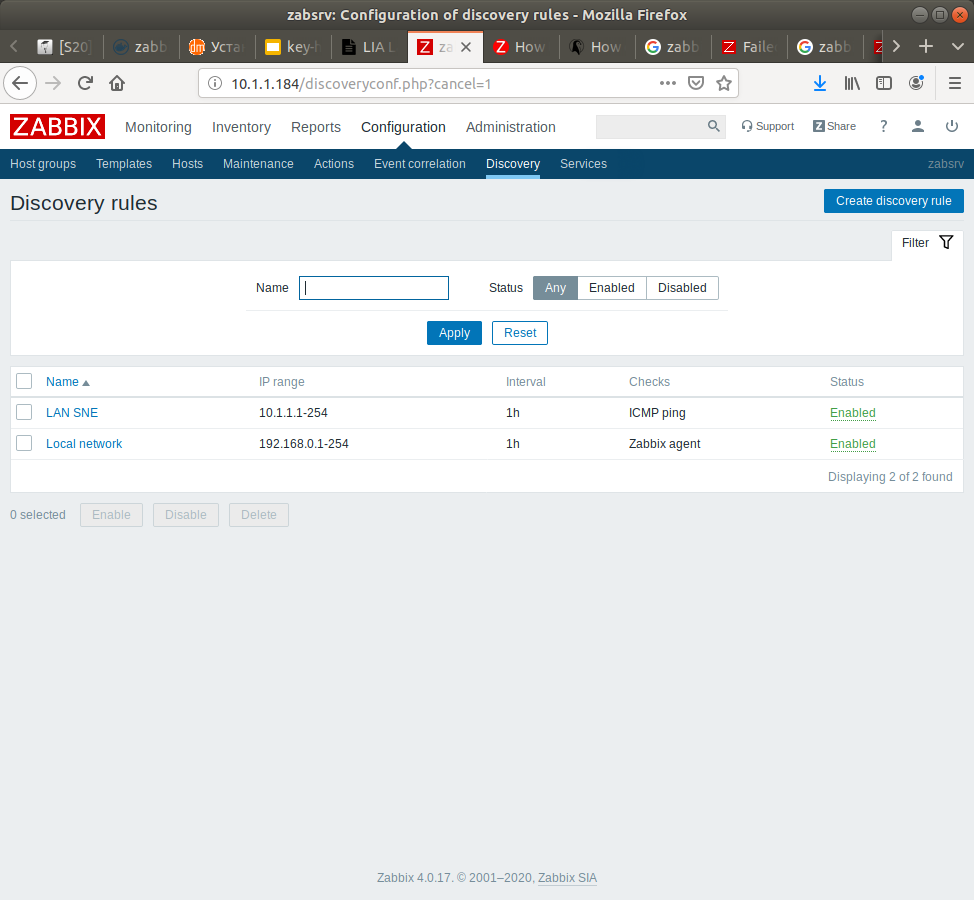 zabsrv: Configuration of discovery rules - Mozilla Firefox
[S20] zabb Уста key-h LIA L za How How zabb Faile zabb
10.1.1.184/discoveryconf.php?cancel=1
ZABBIX Monitoring Inventory Reports Configuration Administration Support Z Share ?
Host groups Templates Hosts Maintenance Actions Event correlation Discovery Services zabsrv
Discovery rules Create discovery rule
Filter
Name Status Any Enabled Disabled
Apply Reset
Name IP range Interval Checks Status
LAN SNE 10.1.1.1-254 1h ICMP ping Enabled
Local network 192.168.0.1-254 1h Zabbix agent Enabled
Displaying 2 of 2 found
0 selected Enable Disable Delete
Zabbix 4.0.17. © 2001–2020, Zabbix SIA